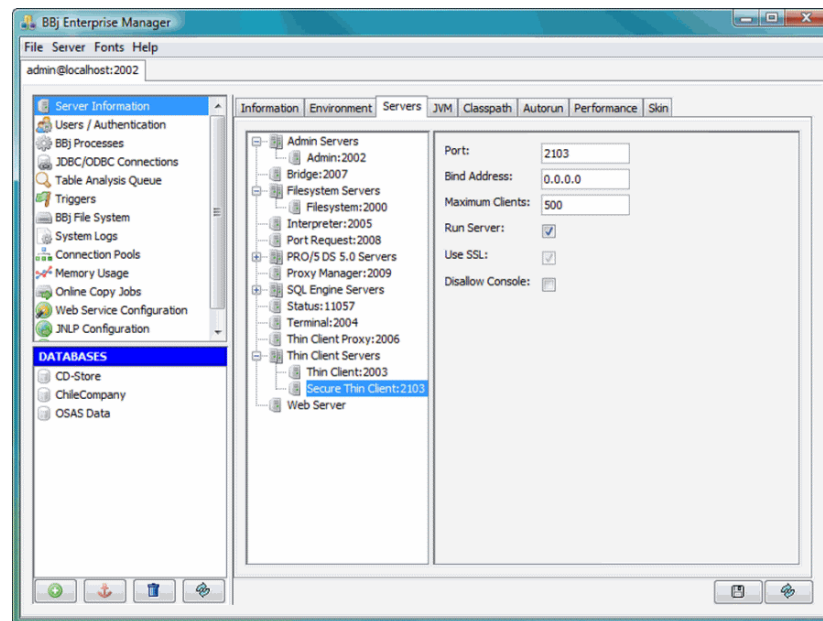 BBj Enterprise Manager
File Server Fonts Help
admin@localhost:2002
Server Information
Users / Authentication
BBj Processes
JDBC/ODBC Connections
Table Analysis Queue
Triggers
BBj File System
System Logs
Connection Pools
Memory Usage
Online Copy Jobs
Web Service Configuration
JNLP Configuration
DATABASES
CD-Store
ChileCompany
OSAS Data
Information Environment Servers JVM Classpath Autorun Performance Skin
Admin Servers
Admin:2002
Bridge:2007
Filesystem Servers
Filesystem:2000
Interpreter:2005
Port Request:2008
PRO/5 DS 5.0 Servers
Proxy Manager:2009
SQL Engine Servers
Status:11057
Terminal:2004
Thin Client Proxy:2006
Thin Client Servers
Thin Client:2003
Secure Thin Client:2103
Web Server
Port: 2103
Bind Address: 0.0.0.0
Maximum Clients: 500
Run Server:
Use SSL:
Disallow Console: